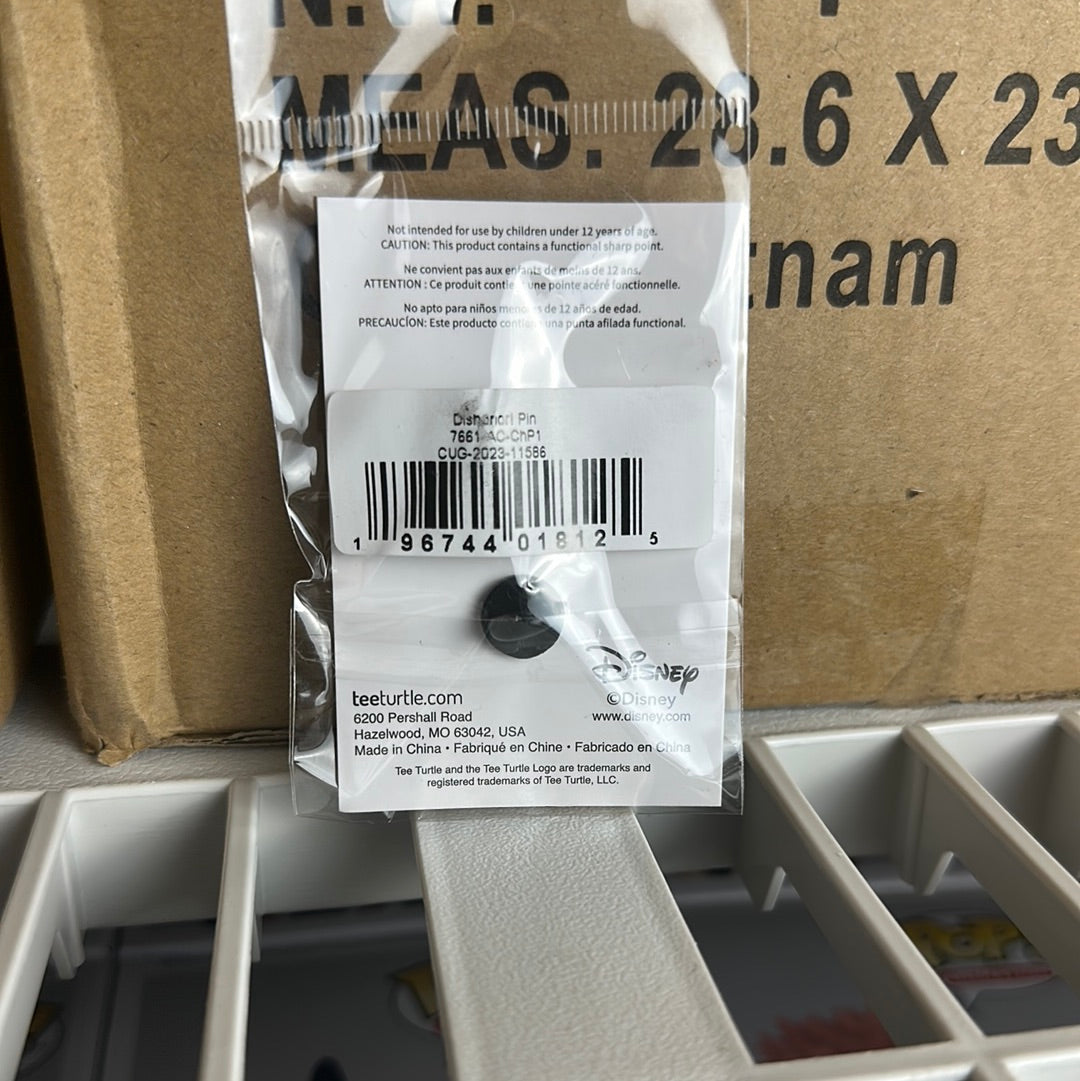 N.W.
MEAS. 28.6 X 23
tnam
Not intended for use by children under 12 years of age.
CAUTION: This product contains a functional sharp point.
Ne convient pas aux enfants de moins de 12 ans.
ATTENTION : Ce produit contient une pointe acéré fonctionnelle.
No apto para niños menores de 12 años de edad.
PRECAUCÍON: Este producto contiene una punta afilada functional.
Pin
7661-AC-ChP1
CUG-2023-11586
1 96744 01812 5
Disney
©Disney
www.disney.com
teeturtle.com
6200 Pershall Road
Hazelwood, MO 63042, USA
Made in China • Fabriqué en Chine • Fabricado en China
Tee Turtle and the Tee Turtle Logo are trademarks and
registered trademarks of Tee Turtle, LLC.
POP